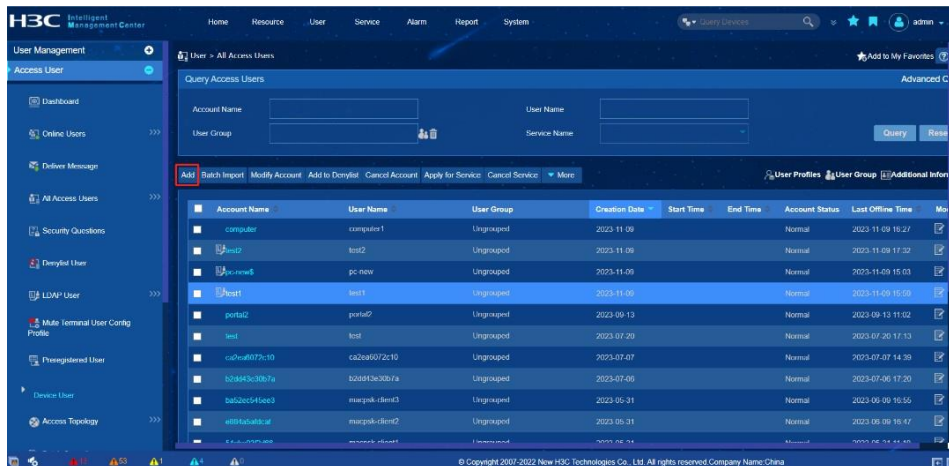 H3C Intelligent Management Center
Home Resource User Service Alarm Report System Query Devices admin
User Management
User > All Access Users Add to My Favorites
Access User
Query Access Users Advanced
Account Name User Name
User Group Service Name Query
Dashboard
Online Users
Deliver Message
All Access Users
Security Questions
Denylist User
LDAP User
Mute Terminal User Config Profile
Preregistered User
Device User
Access Topology
Add Batch Import Modify Account Add to Denylist Cancel Account Apply for Service Cancel Service More User Profiles User Group Additional Infor
Account Name User Name User Group Creation Date Start Time End Time Account Status Last Offline Time Mo
computer computer1 Ungrouped 2023-11-09 Normal 2023-11-09 16:27
test2 test2 Ungrouped 2023-11-09 Normal 2023-11-09 17:32
pc-new$ pc-new Ungrouped 2023-11-09 Normal 2023-11-09 15:03
test1 test1 Ungrouped 2023-11-09 Normal 2023-11-09 15:59
portal2 portal2 Ungrouped 2023-09-13 Normal 2023-09-13 11:02
test test Ungrouped 2023-07-20 Normal 2023-07-20 17:13
ca2ea6072c10 ca2ea6072c10 Ungrouped 2023-07-07 Normal 2023-07-07 14:39
b2dd43c30b7a b2dd43e30b7a Ungrouped 2023-07-06 Normal 2023-07-06 17:20
ba52ec545ee3 macpsk-client3 Ungrouped 2023-05-31 Normal 2023-06-09 16:55
macpsk-client2 Ungrouped 2023-05-31 Normal 2023-06-09 16:47
© Copyright 2007-2022 New H3C Technologies Co., Ltd. All rights reserved.Company Name:China